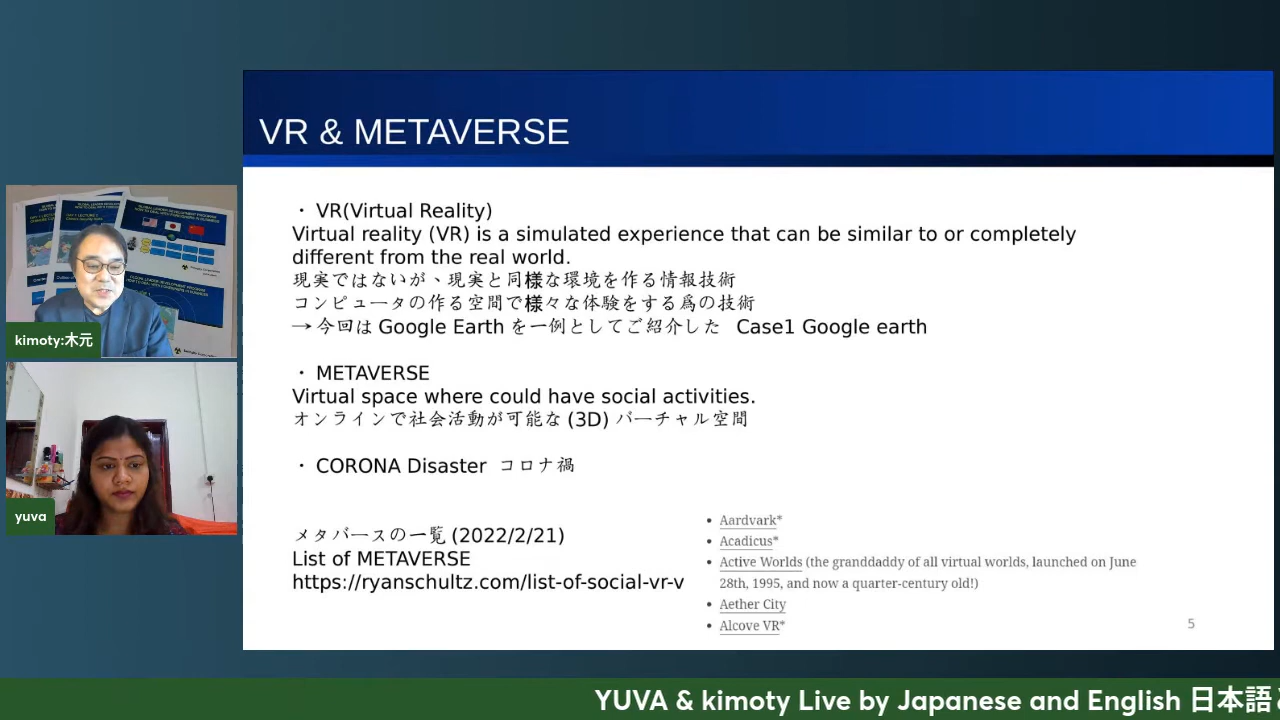 VR & METAVERSE
・ VR(Virtual Reality)
Virtual reality (VR) is a simulated experience that can be similar to or completely
different from the real world.
現実ではないが、現実と同様な環境を作る情報技術
コンピュータの作る空間で様々な体験をする爲の技術
→ 今回は Google Earth を一例としてご紹介した Case1 Google earth
・ METAVERSE
Virtual space where could have social activities.
オンラインで社会活動が可能な (3D) バーチャル空間
・ CORONA Disaster コロナ禍
メタバースの一覧 (2022/2/21)
List of METAVERSE
https://ryanschultz.com/list-of-social-vr-v
• Aardvark*
• Acadicus*
• Active Worlds (the granddaddy of all virtual worlds, launched on June
28th, 1995, and now a quarter-century old!)
• Aether City
• Alcove VR*
5
kimoty:木元
yuva
YUVA & kimoty Live by Japanese and English 日本語